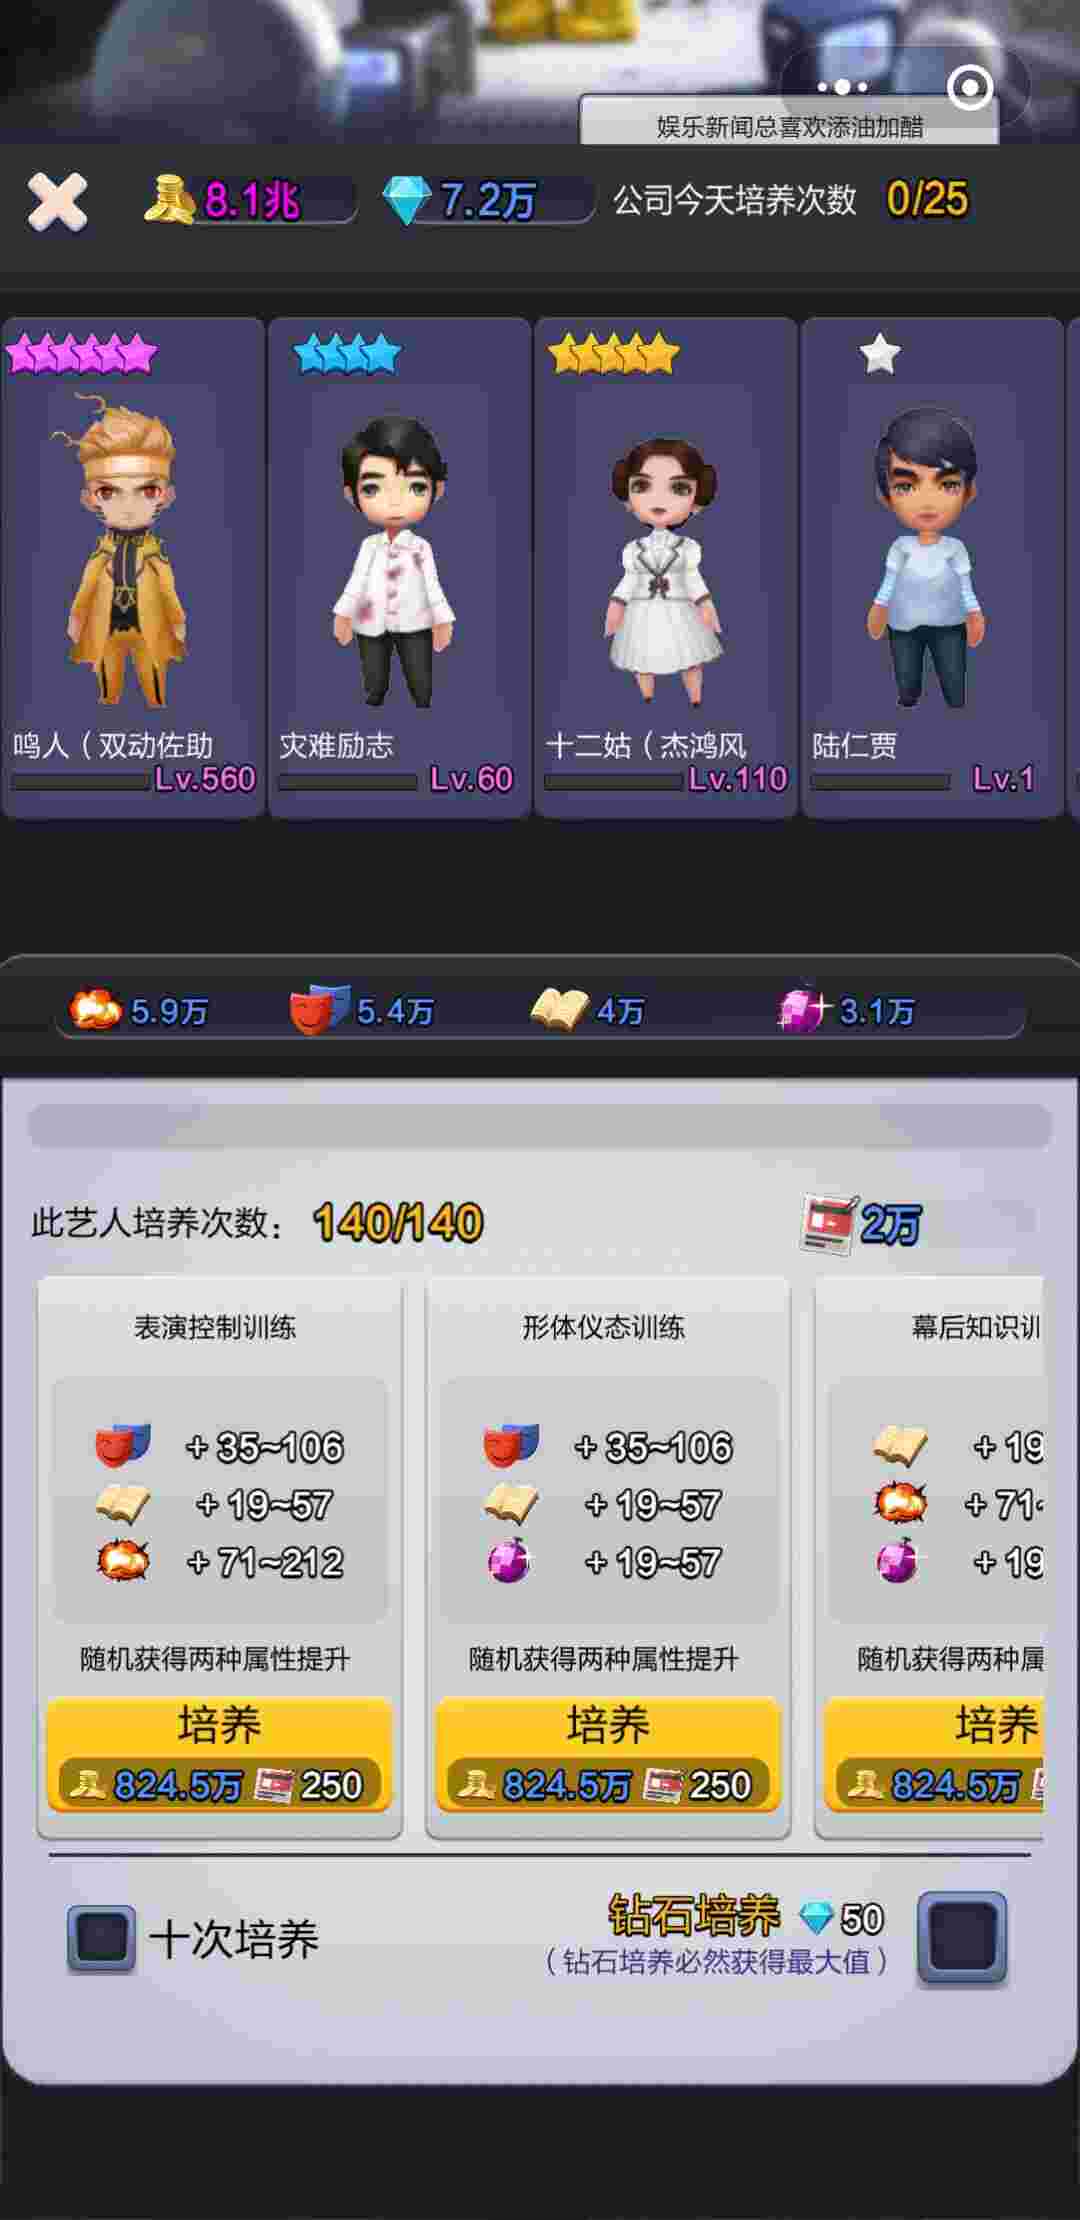 娱乐新闻总喜欢添油加醋
8.1兆 7.2万 公司今天培养次数 0/25
鸣人（双动佐助 灾难励志 十二姑（杰鸿风 陆仁贾
Lv.560 Lv.60 Lv.110 Lv.1
5.9万 5.4万 4万 3.1万
此艺人培养次数： 140/140 2万
表演控制训练 形体仪态训练 幕后知识训
+35~106 +35~106 +19
+19~57 +19~57 +71~
+71~212 +19~57 +19
随机获得两种属性提升 随机获得两种属性提升 随机获得两种属
培养 培养 培养
824.5万 250 824.5万 250 824.5万
十次培养 钻石培养 50
（钻石培养必然获得最大值）